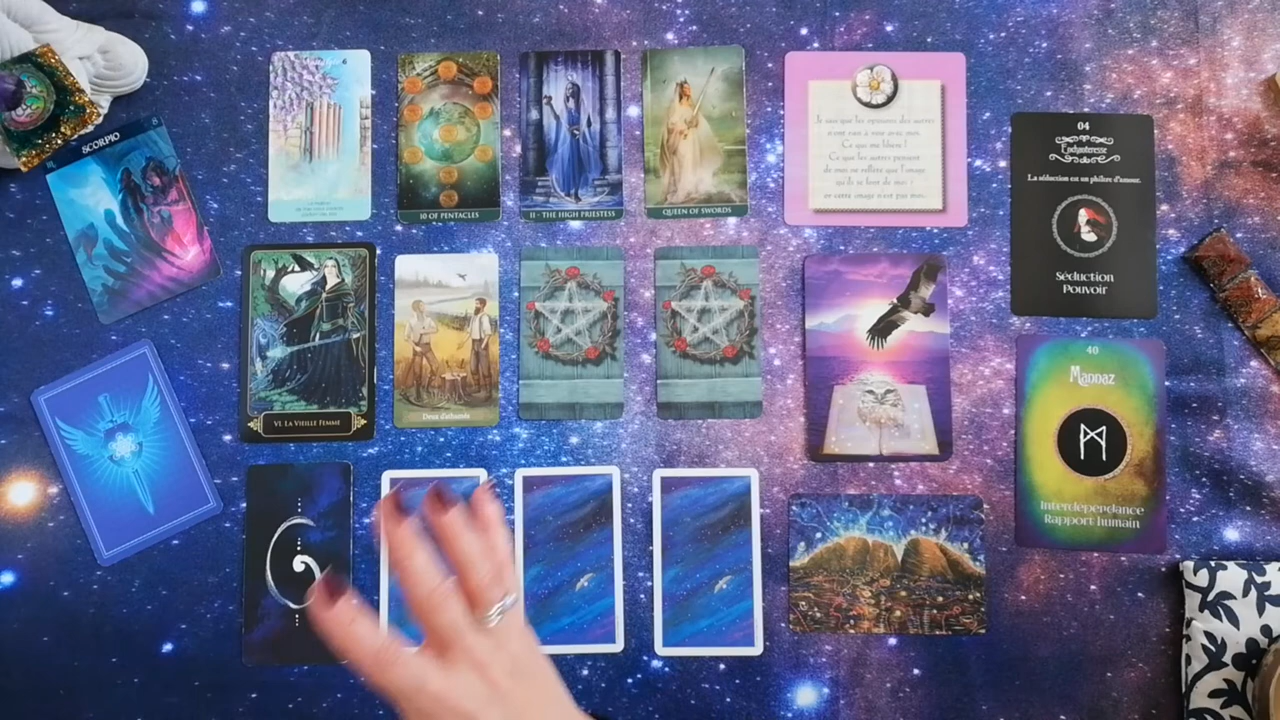 SCORPIO
10 OF PENTACLES
II - THE HIGH PRIESTESS
QUEEN OF SWORDS
Je sais que les opinions des autres
n'ont rien à voir avec moi.
Ce que me libère !
Ce que les autres pensent
de moi ne reflète que l'image
qu'ils se font de moi ;
et cette image n'est pas moi.
04
Enchanteresse
La séduction est un philtre d'amour.
Séduction
Pouvoir
VI. LA VIEILLE FEMME
Deux d'athamés
40
Mannaz
Interdependance
Rapport humain